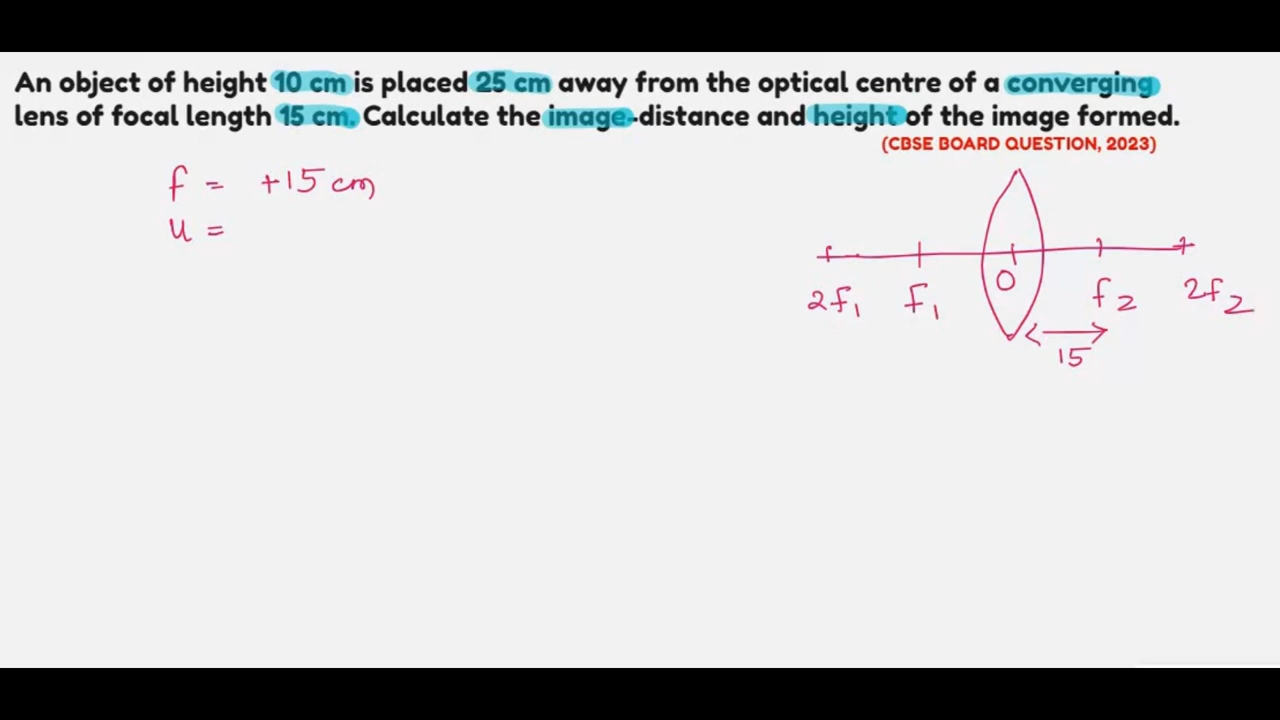 An object of height 10 cm is placed 25 cm away from the optical centre of a converging
lens of focal length 15 cm. Calculate the image-distance and height of the image formed.
(CBSE BOARD QUESTION, 2023)
f = +15 cm
u =
2f₁ f₁ O f₂ 2f₂
15